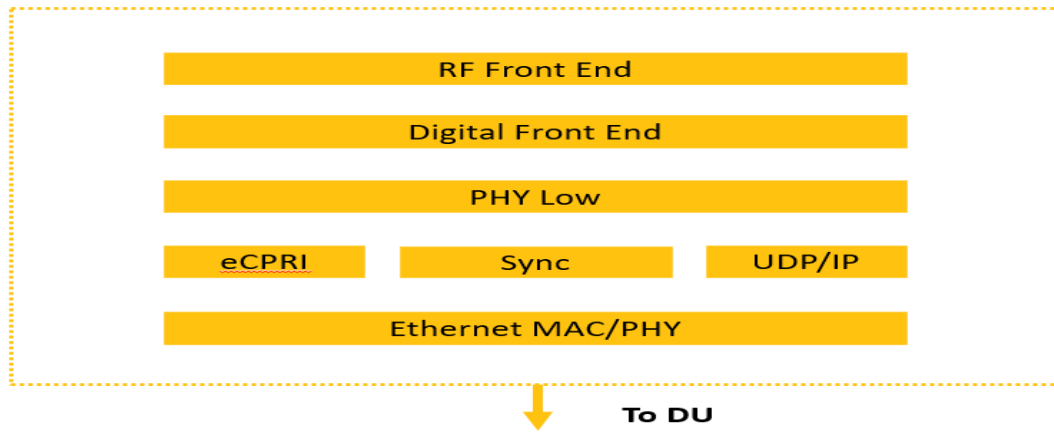 RF Front End
Digital Front End
PHY Low
eCPRI
Sync
UDP/IP
Ethernet MAC/PHY
To DU